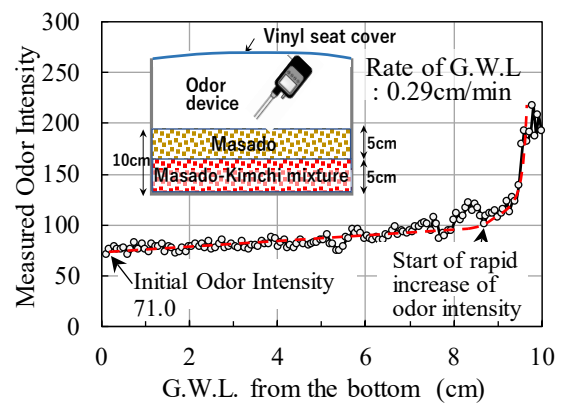 300
250
200
150
100
50
0
Measured Odor Intensity
Vinyl seat cover
Odor
device
Rate of G.W.L
: 0.29cm/min
Masado
Masado-Kimchi mixture
10cm
5cm
5cm
Initial Odor Intensity
71.0
Start of rapid
increase of
odor intensity
0 2 4 6 8 10
G.W.L. from the bottom (cm)